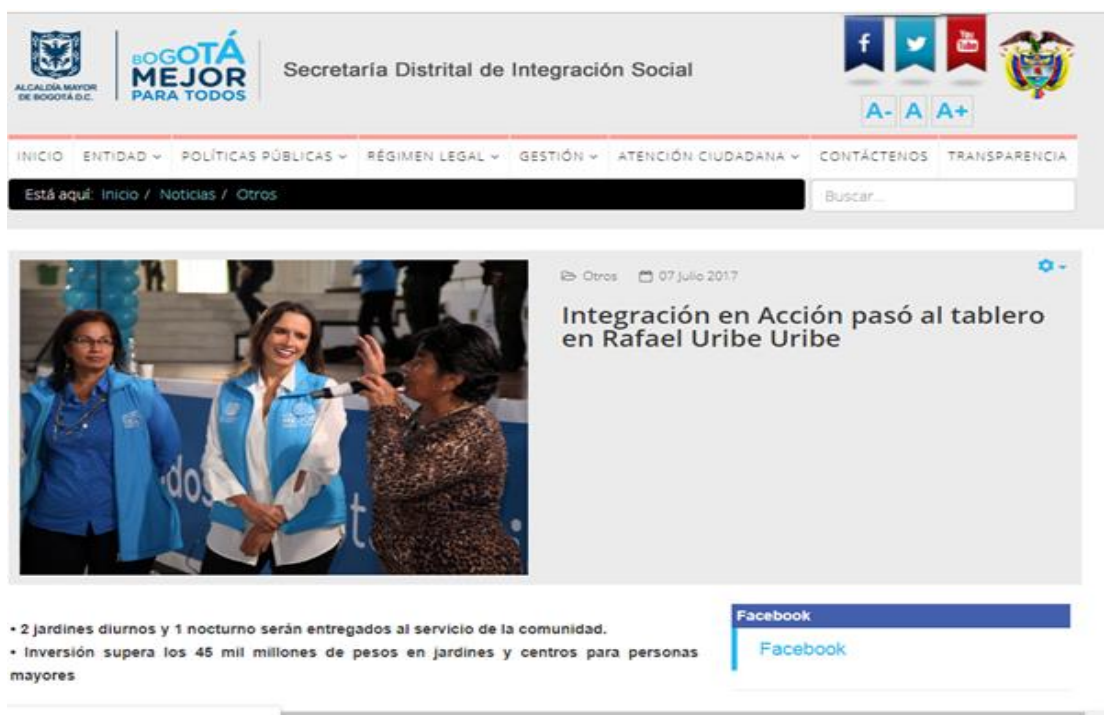 ALCALDÍA MAYOR
DE BOGOTÁ D.C.
BOGOTÁ
MEJOR
PARA TODOS
Secretaría Distrital de Integración Social
f
You
Tube
A- A A+
INICIO ENTIDAD POLÍTICAS PÚBLICAS RÉGIMEN LEGAL GESTIÓN ATENCIÓN CIUDADANA CONTÁCTENOS TRANSPARENCIA
Está aquí: Inicio / Noticias / Otros
Buscar...
Otros 07 Julio 2017
Integración en Acción pasó al tablero
en Rafael Uribe Uribe
• 2 jardines diurnos y 1 nocturno serán entregados al servicio de la comunidad.
• Inversión supera los 45 mil millones de pesos en jardines y centros para personas
mayores
Facebook
Facebook